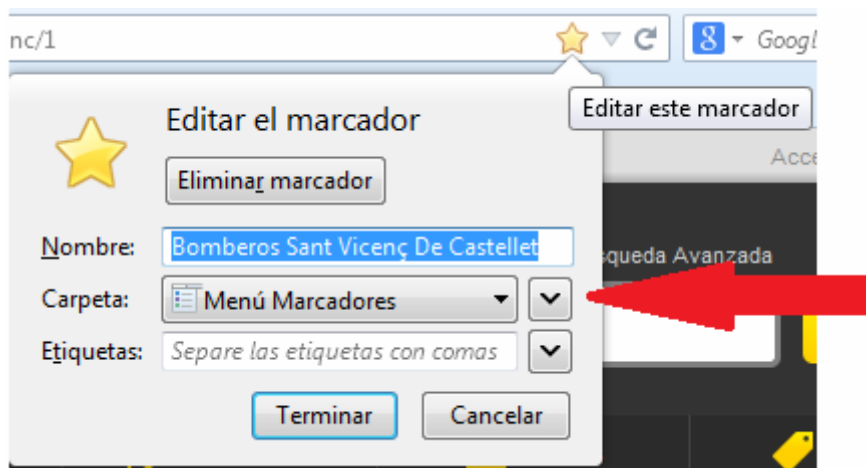 nc/1
8 Googl
Editar el marcador
Editar este marcador
Eliminar marcador
Acce
Nombre: Bomberos Sant Vicenç De Castellet
squeda Avanzada
Carpeta: Menú Marcadores
Etiquetas: Separe las etiquetas con comas
Terminar Cancelar